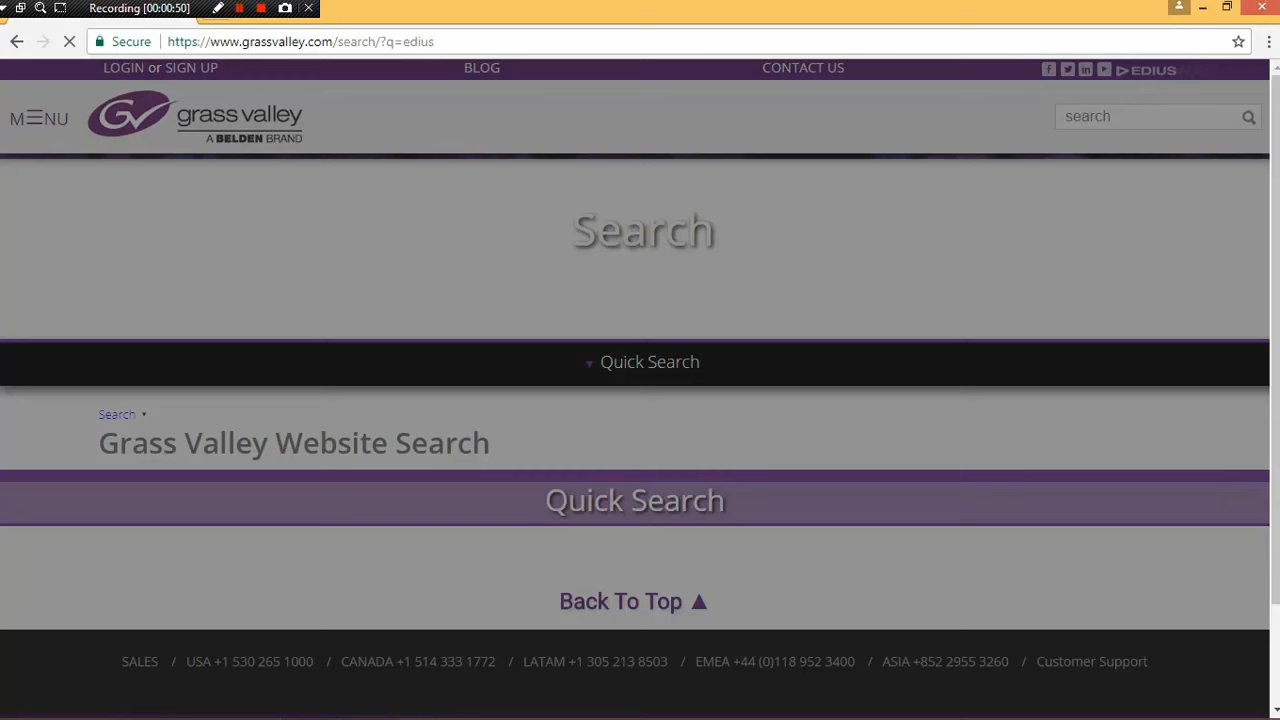 Recording [00:00:50]
Secure https://www.grassvalley.com/search/?q=edius
LOGIN or SIGN UP BLOG CONTACT US EDIUS
MENU GV grass valley search
A BELDEN BRAND
Search
Quick Search
Search
Grass Valley Website Search
Quick Search
Back To Top ▲
SALES / USA +1 530 265 1000 / CANADA +1 514 333 1772 / LATAM +1 305 213 8503 / EMEA +44 (0)118 952 3400 / ASIA +852 2955 3260 / Customer Support